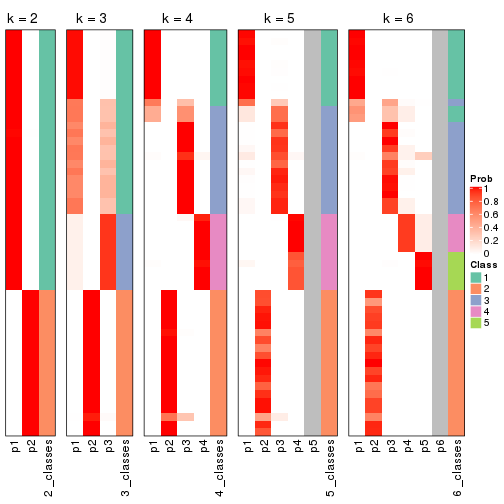 k = 2
k = 3
k = 4
k = 5
k = 6
p1
p2
2_classes
p1
p2
p3
3_classes
p1
p2
p3
p4
4_classes
p1
p2
p3
p4
p5
5_classes
p1
p2
p3
p4
p5
p6
6_classes
Prob
1
0.8
0.6
0.4
0.2
0
Class
1
2
3
4
5